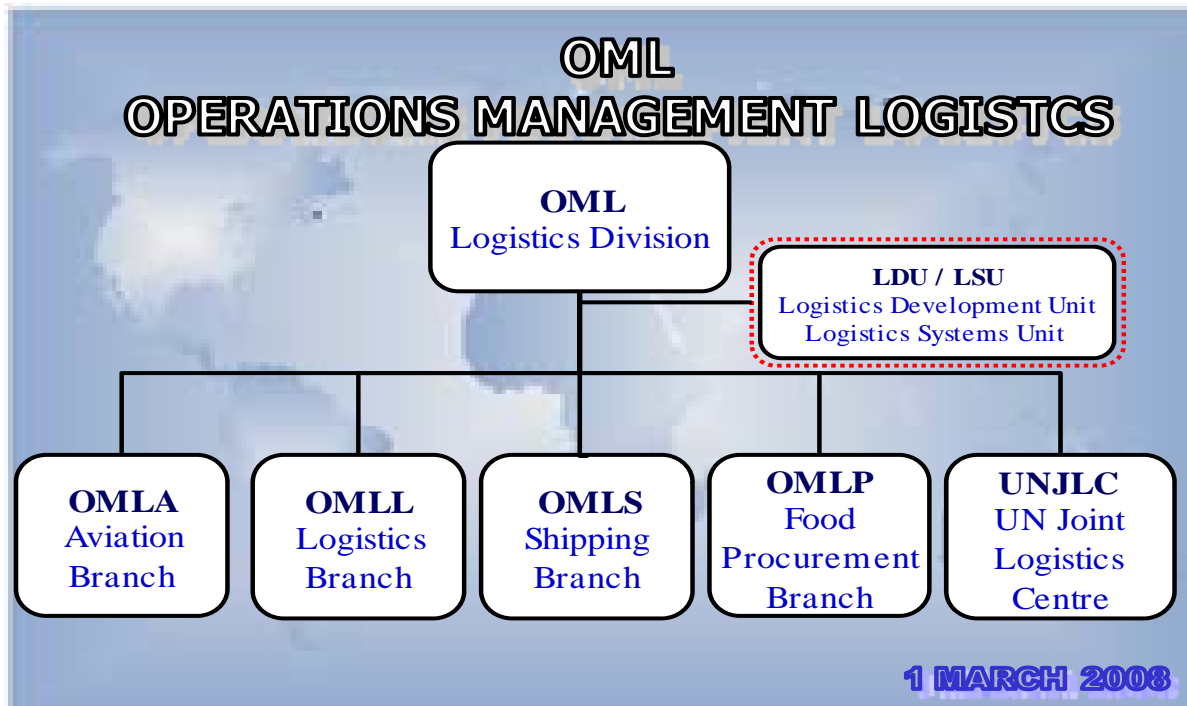 OML
OPERATIONS MANAGEMENT LOGISTCS
OML
Logistics Division
LDU / LSU
Logistics Development Unit
Logistics Systems Unit
OMLA
Aviation
Branch
OMLL
Logistics
Branch
OMLS
Shipping
Branch
OMLP
Food
Procurement
Branch
UNJLC
UN Joint
Logistics
Centre
1 MARCH 2008